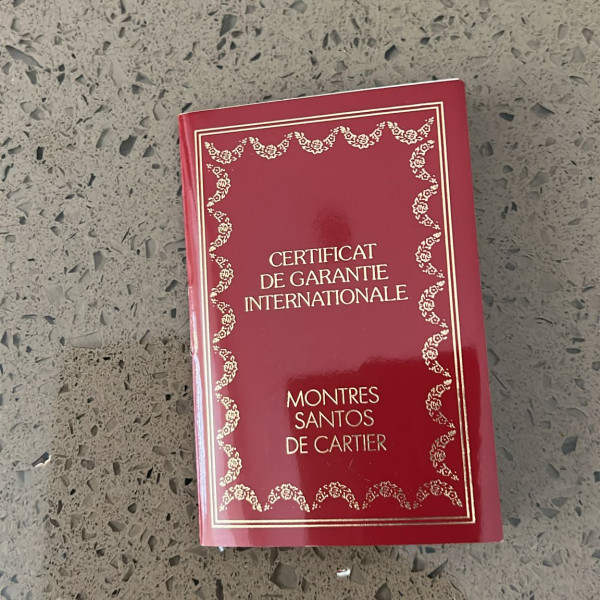 CERTIFICAT
DE GARANTIE
INTERNATIONALE
MONTRES
SANTOS
DE CARTIER